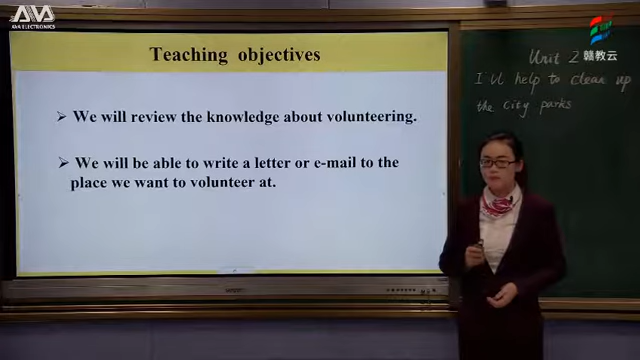 AVA
AVA ELECTRONICS
赣教云
Teaching objectives
➢ We will review the knowledge about volunteering.
➢ We will be able to write a letter or e-mail to the
place we want to volunteer at.
Unit 2
I'll help to clean up
the city parks